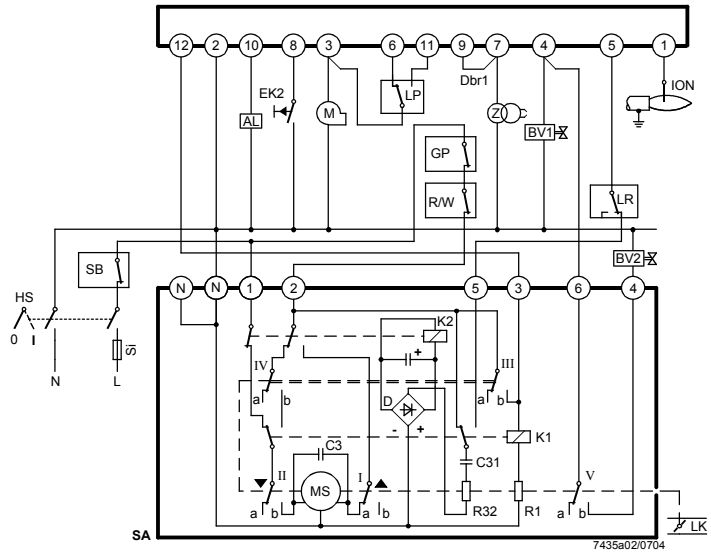 12 2 10 8 3 6 11 9 7 4 5 1
Dbr1
ION
EK2
LP
AL
M
Z
BV1
GP
R/W
LR
SB
BV2
N N 1 2 5 3 6 4
HS
0 I
Si
N L
K2
+
IV
III
a b
a b
D
- +
K1
C3
C31
II
I
V
MS
a b
a b
R32
R1
a b
LK
SA
7435a02/0704